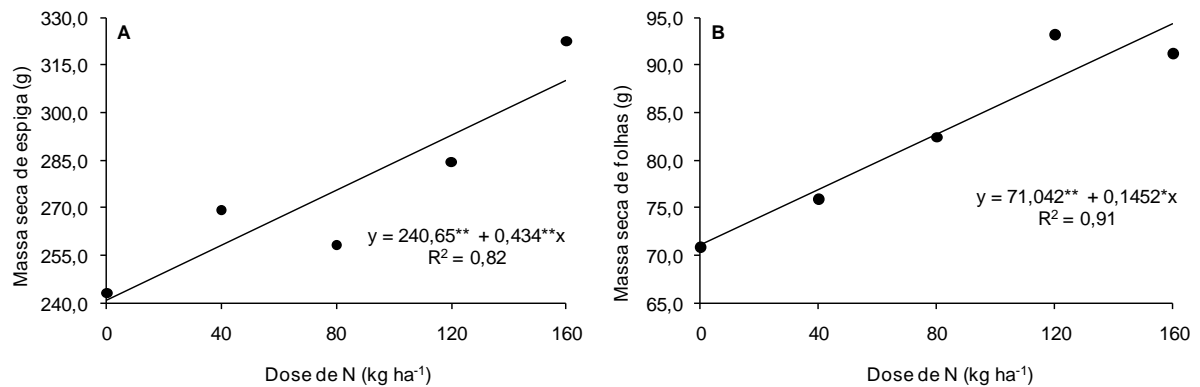 A
330,0
315,0
300,0
285,0
270,0
255,0
240,0
Massa seca de espiga (g)
y = 240,65** + 0,434**x
R² = 0,82
0 40 80 120 160
Dose de N (kg ha⁻¹)
B
95,0
90,0
85,0
80,0
75,0
70,0
65,0
Massa seca de folhas (g)
y = 71,042** + 0,1452*x
R² = 0,91
0 40 80 120 160
Dose de N (kg ha⁻¹)